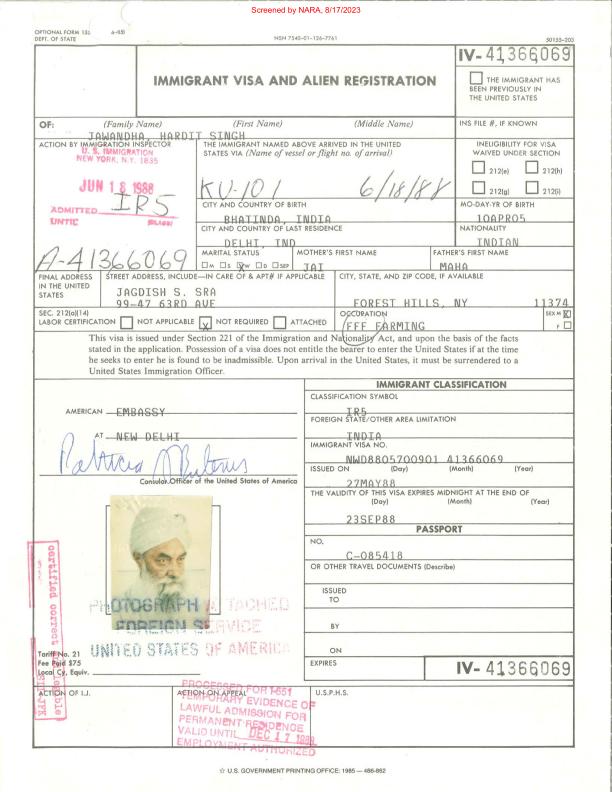 Screened by NARA, 8/17/2023
OPTIONAL FORM 155
DEPT. OF STATE
NSN 7540-01-126-7761
50155-203
IMMIGRANT VISA AND ALIEN REGISTRATION
IV-41366069
THE IMMIGRANT HAS
BEEN PREVIOUSLY IN
THE UNITED STATES
OF: (Family Name) (First Name) (Middle Name)
JAWANDHA, HARDIT SINGH
INS FILE #, IF KNOWN
ACTION BY IMMIGRATION INSPECTOR
U. S. IMMIGRATION
NEW YORK, N.Y. 1835
JUN 18 1988
ADMITTED IR5
UNTIL (CLASS)
A-41366069
THE IMMIGRANT NAMED ABOVE ARRIVED IN THE UNITED
STATES VIA (Name of vessel or flight no. of arrival)
KU-101 6/18/88
INELIGIBILITY FOR VISA
WAIVED UNDER SECTION
212(e) 212(h)
212(g) 212(i)
CITY AND COUNTRY OF BIRTH
BHATINDA, INDIA
MO-DAY-YR OF BIRTH
10APR05
CITY AND COUNTRY OF LAST RESIDENCE
DELHI, IND
NATIONALITY
INDIAN
MARITAL STATUS
M S W D SEP
X
MOTHER'S FIRST NAME
JAI
FATHER'S FIRST NAME
MAHA
FINAL ADDRESS
IN THE UNITED
STATES
STREET ADDRESS, INCLUDE—IN CARE OF & APT# IF APPLICABLE
JAGDISH S. SRA
99-47 63RD AVE
CITY, STATE, AND ZIP CODE, IF AVAILABLE
FOREST HILLS, NY 11374
SEC. 212(a)(14)
LABOR CERTIFICATION
NOT APPLICABLE X NOT REQUIRED ATTACHED
OCCUPATION
FFF FARMING
SEX M X
F
This visa is issued under Section 221 of the Immigration and Nationality Act, and upon the basis of the facts
stated in the application. Possession of a visa does not entitle the bearer to enter the United States if at the time
he seeks to enter he is found to be inadmissible. Upon arrival in the United States, it must be surrendered to a
United States Immigration Officer.
AMERICAN EMBASSY
AT NEW DELHI
Consular Officer of the United States of America
IMMIGRANT CLASSIFICATION
CLASSIFICATION SYMBOL
IR5
FOREIGN STATE/OTHER AREA LIMITATION
INDIA
IMMIGRANT VISA NO.
NWD8805700901 41366069
ISSUED ON (Day) (Month) (Year)
27MAY88
THE VALIDITY OF THIS VISA EXPIRES MIDNIGHT AT THE END OF
(Day) (Month) (Year)
23SEP88
PASSPORT
NO.
C-085418
OR OTHER TRAVEL DOCUMENTS (Describe)
ISSUED
TO
BY
ON
EXPIRES
IV-41366069
PHOTOGRAPH ATTACHED
FOREIGN SERVICE
UNITED STATES OF AMERICA
certified correct
Tariff No. 21
Fee Paid $75
Local Cy. Equiv.
ACTION OF I.J.
ACTION ON APPEAL
U.S.P.H.S.
PROCESSED FOR I-551
TEMPORARY EVIDENCE OF
LAWFUL ADMISSION FOR
PERMANENT RESIDENCE
VALID UNTIL DEC 17 1988
EMPLOYMENT AUTHORIZED
☆ U.S. GOVERNMENT PRINTING OFFICE: 1985 — 486-862